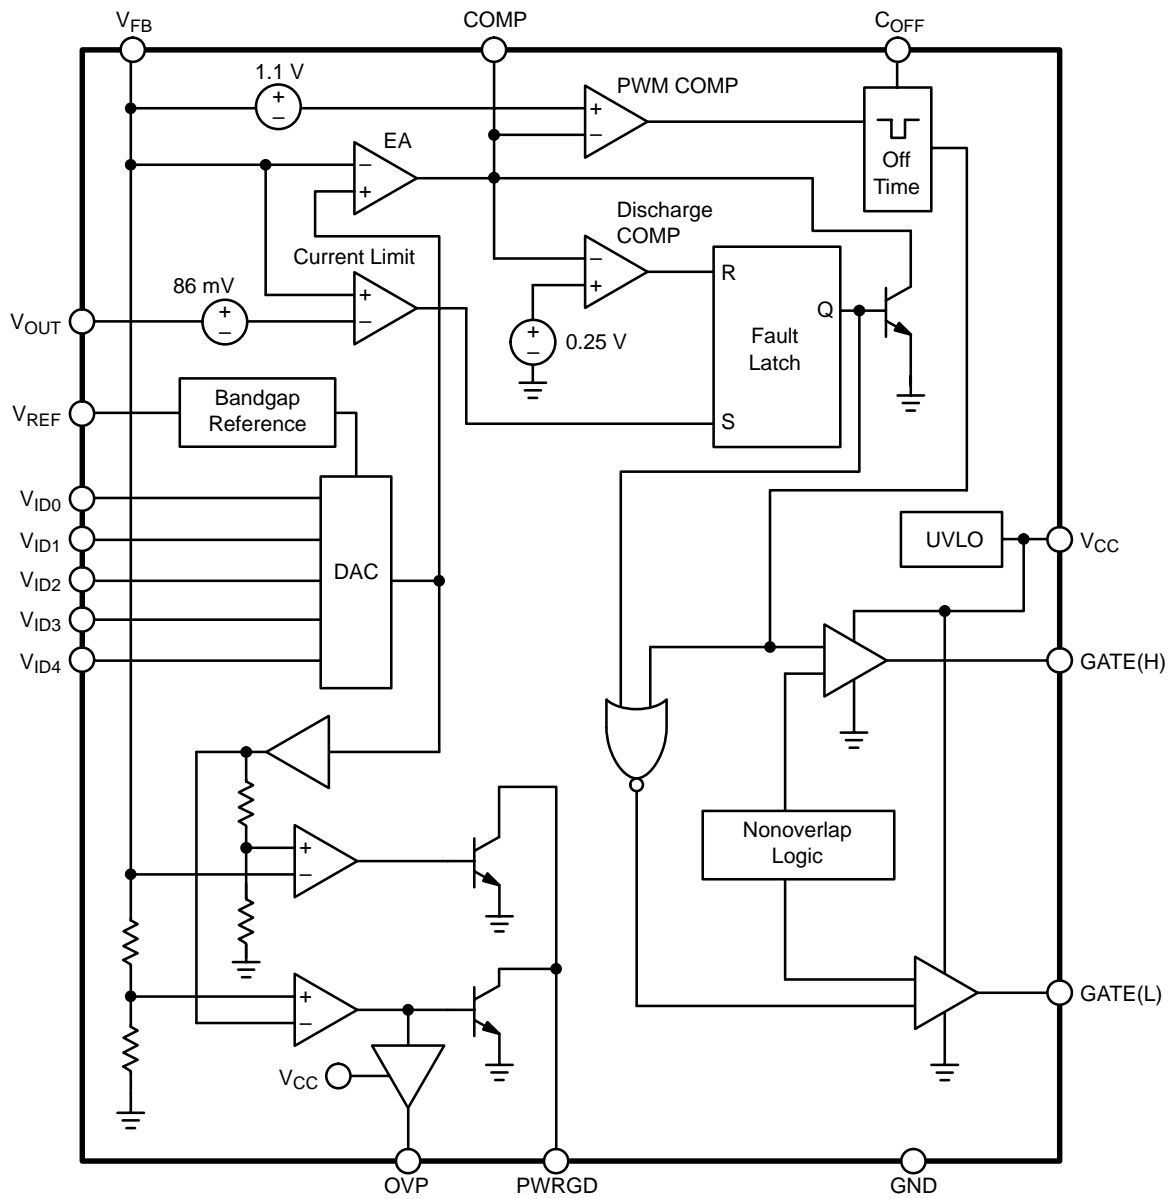 VFB
COMP
COFF
1.1 V
+
−
+
−
PWM COMP
Off
Time
EA
−
+
Discharge
COMP
−
+
Current Limit
+
−
86 mV
+
−
VOUT
+
−
0.25 V
R
Q
Fault
Latch
S
VREF
Bandgap
Reference
VID0
VID1
VID2
VID3
VID4
DAC
UVLO
VCC
GATE(H)
+
−
Nonoverlap
Logic
+
−
GATE(L)
VCC
OVP
PWRGD
GND